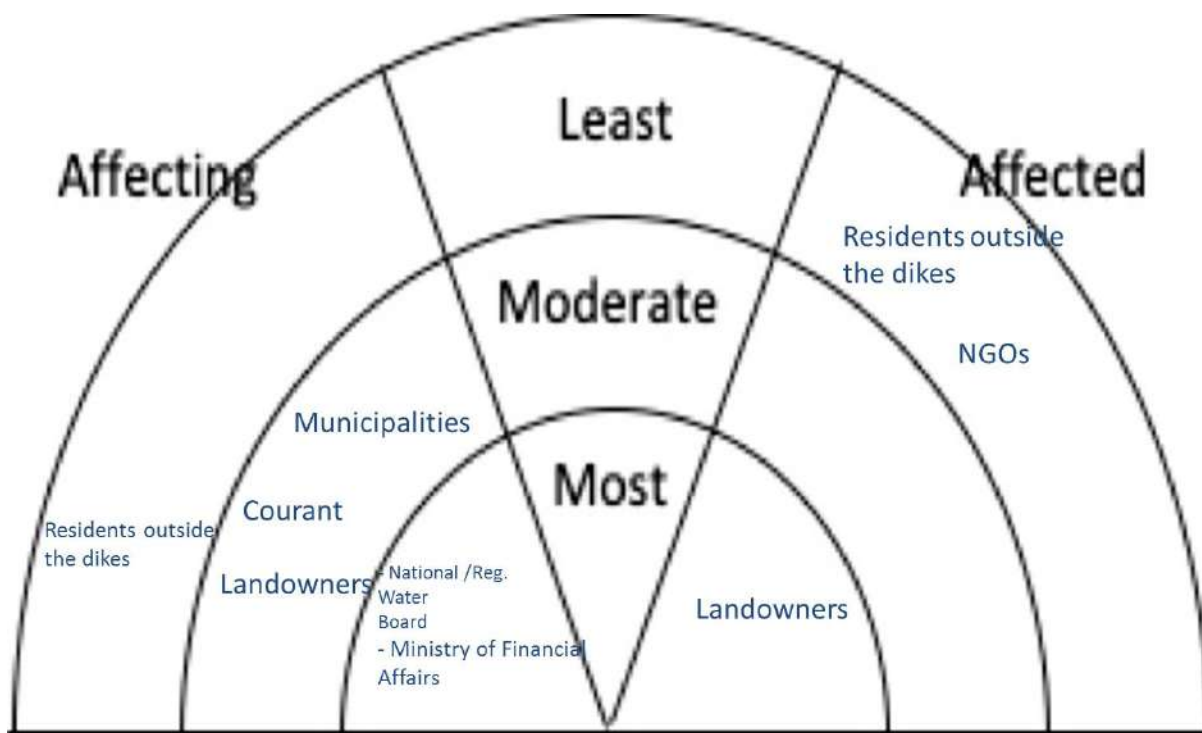 Least
Affecting
Affected
Residents outside
the dikes
Moderate
NGOs
Municipalities
Most
Courant
Residents outside
the dikes
Landowners
- National /Reg.
Water
Board
- Ministry of Financial
Affairs
Landowners